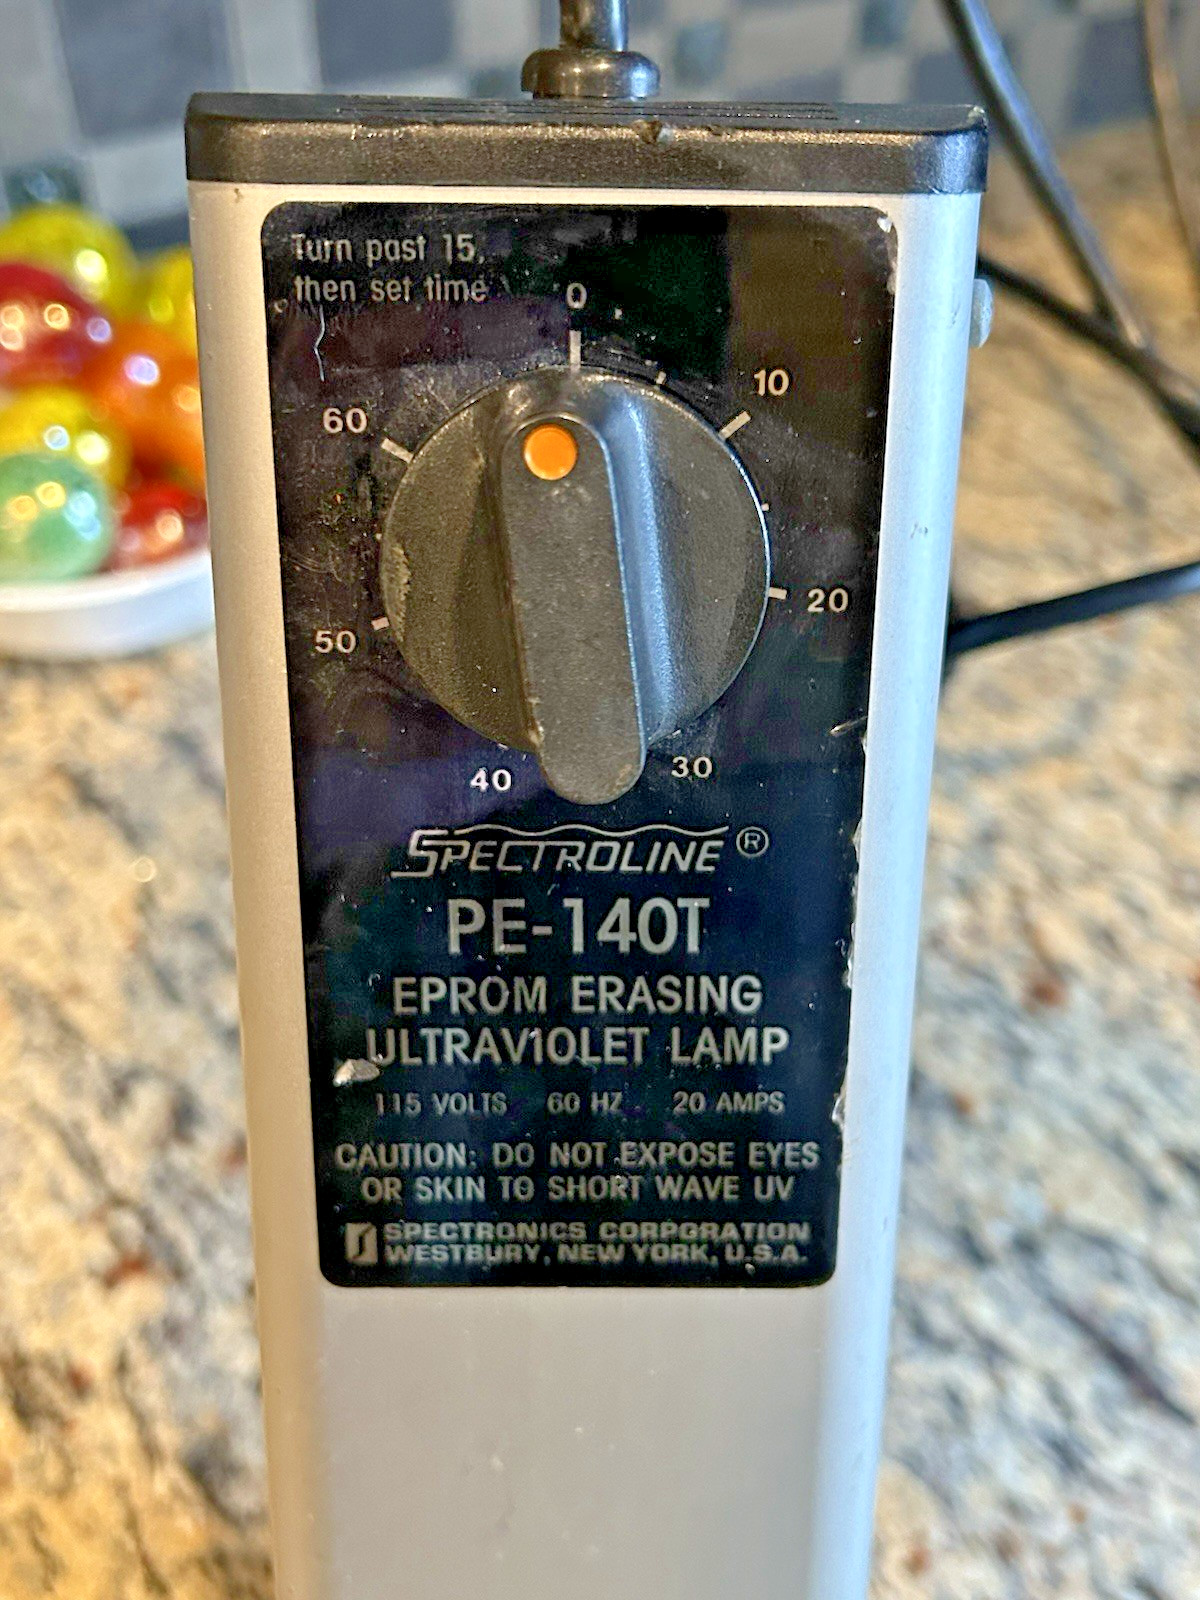 Turn past 15,
then set time
0
10
20
30
40
50
60
SPECTROLINE ®
PE-140T
EPROM ERASING
ULTRAVIOLET LAMP
115 VOLTS 60 HZ .20 AMPS
CAUTION: DO NOT EXPOSE EYES
OR SKIN TO SHORT WAVE UV
SPECTRONICS CORPORATION
WESTBURY, NEW YORK, U.S.A.